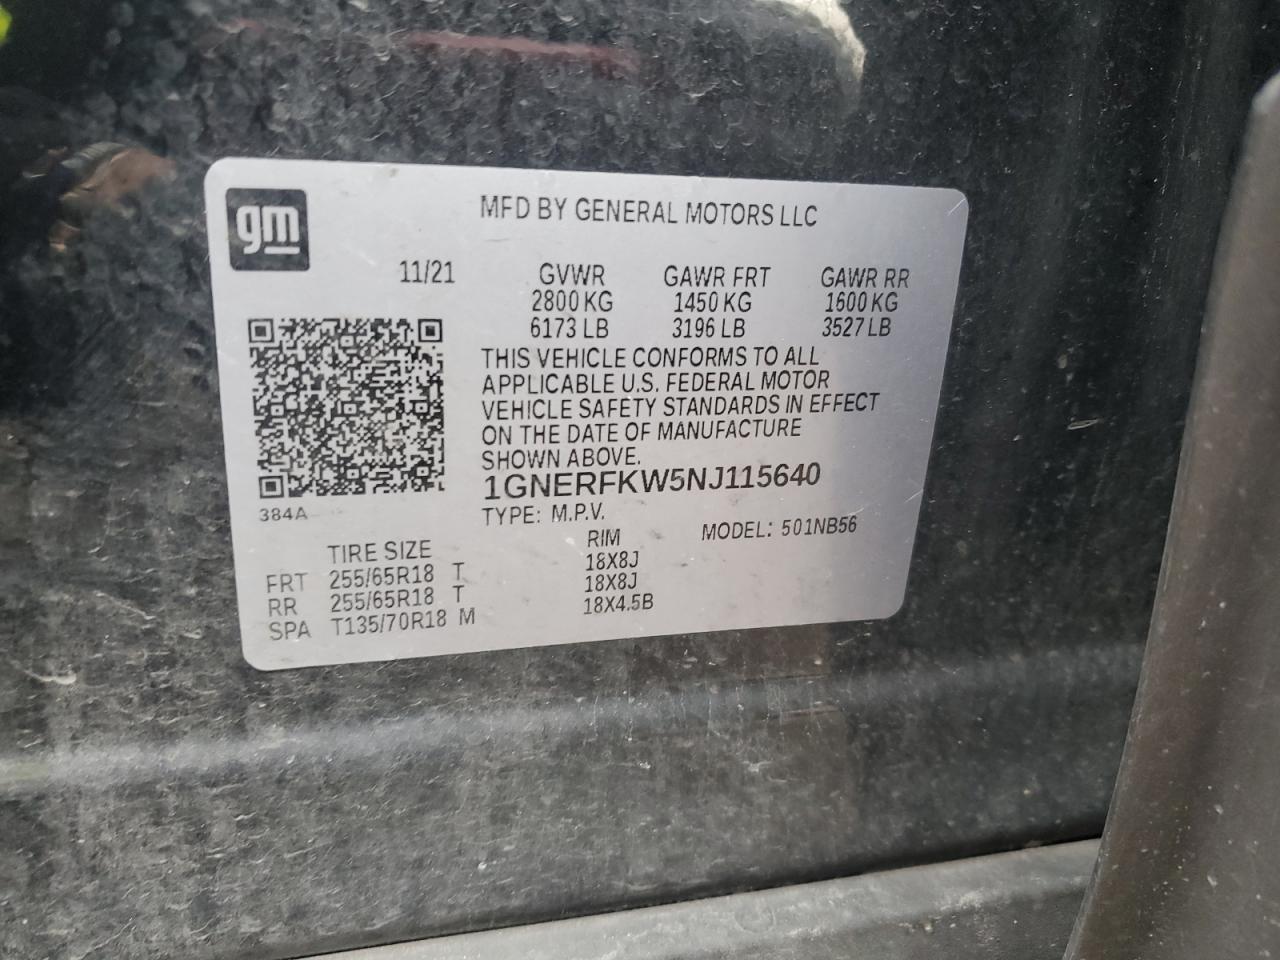 gm
MFD BY GENERAL MOTORS LLC
11/21 GVWR GAWR FRT GAWR RR
2800 KG 1450 KG 1600 KG
6173 LB 3196 LB 3527 LB
THIS VEHICLE CONFORMS TO ALL
APPLICABLE U.S. FEDERAL MOTOR
VEHICLE SAFETY STANDARDS IN EFFECT
ON THE DATE OF MANUFACTURE
SHOWN ABOVE.
1GNERFKW5NJ115640
384A
TYPE: M.P.V. MODEL: 501NB56
TIRE SIZE RIM
FRT 255/65R18 T 18X8J
RR 255/65R18 T 18X8J
SPA T135/70R18 M 18X4.5B